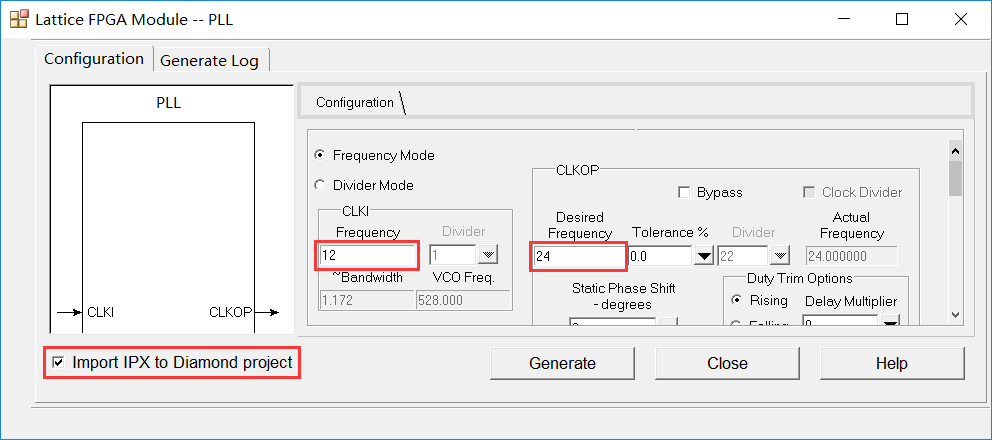 Lattice FPGA Module -- PLL
Configuration
Generate Log
PLL
CLKI
CLKOP
Configuration
Frequency Mode
Divider Mode
CLKI
Frequency
Divider
12
1
~Bandwidth
VCO Freq.
1.172
528.000
CLKOP
Bypass
Clock Divider
Desired Frequency
Tolerance %
Divider
Actual Frequency
24
0.0
22
24.000000
Static Phase Shift
- degrees
Duty Trim Options
Rising
Delay Multiplier
Import IPX to Diamond project
Generate
Close
Help